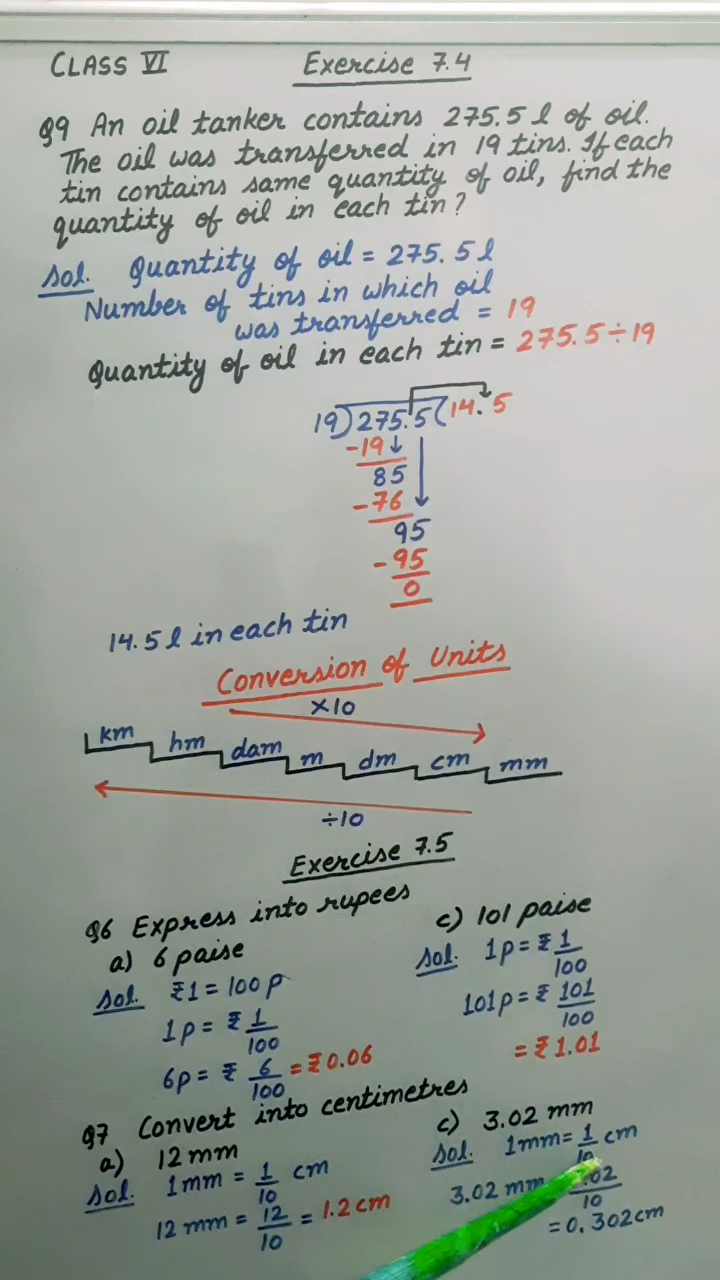 CLASS VI Exercise 7.4
Q9 An oil tanker contains 275.5 l of oil.
The oil was transferred in 19 tins. If each
tin contains same quantity of oil, find the
quantity of oil in each tin?
Sol. Quantity of oil = 275.5 l
Number of tins in which oil
was transferred = 19
Quantity of oil in each tin = 275.5÷19
19)275.5(14.5
-19
85
-76
95
-95
0
14.5 l in each tin
Conversion of Units
×10
km hm dam m dm cm mm
÷10
Exercise 7.5
Q6 Express into rupees
a) 6 paise
Sol. ₹1 = 100 p
1p = ₹ 1/100
6p = ₹ 6/100 = ₹0.06
c) 101 paise
Sol. 1p = ₹ 1/100
101p = ₹ 101/100
= ₹1.01
Q7 Convert into centimetres
a) 12 mm
Sol. 1mm = 1/10 cm
12 mm = 12/10 = 1.2 cm
c) 3.02 mm
Sol. 1mm = 1/10 cm
3.02 mm .02/10
= 0.302 cm